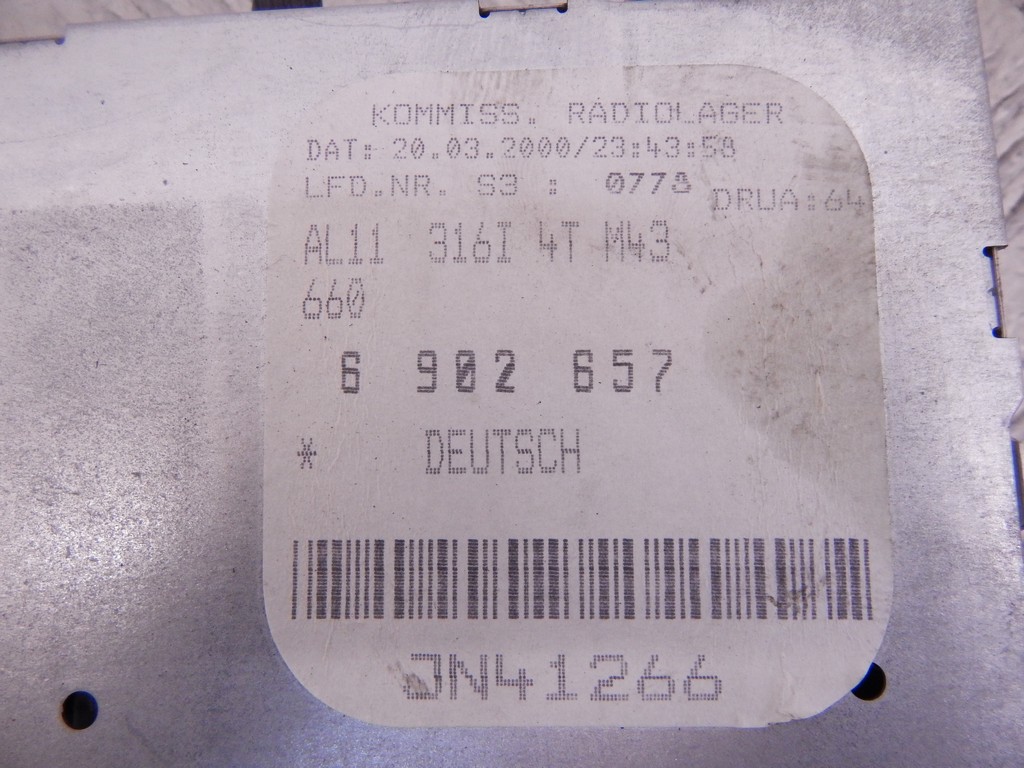 KOMMISS. RADIOLAGER
DAT: 20.03.2000/23:43:58
LFD.NR. S3 : 0778
DRUA:64
AL11 316I 4T M43
660
6 902 657
* DEUTSCH
JN41266